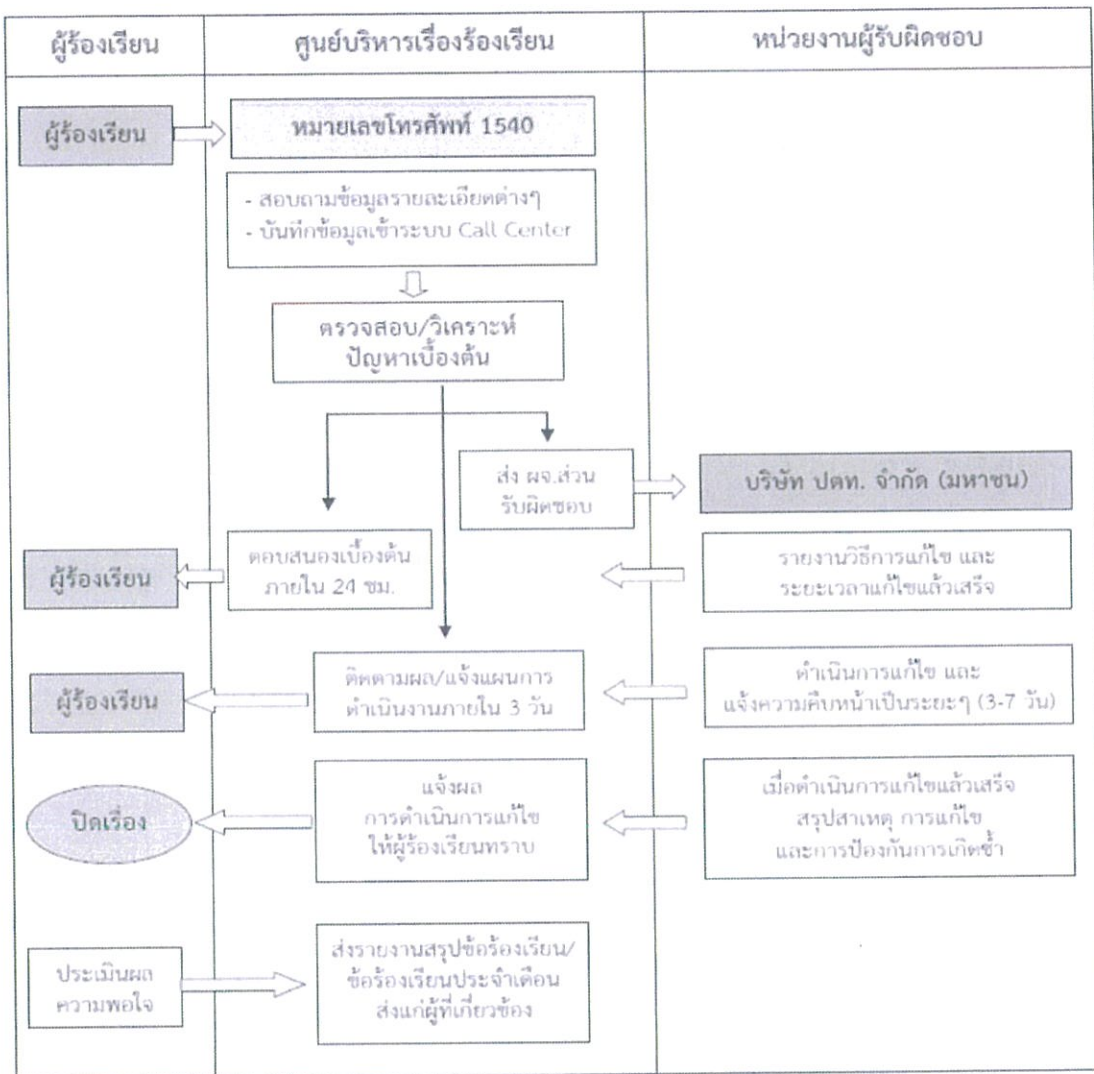 ผู้ร้องเรียน
ศูนย์บริหารเรื่องร้องเรียน
หน่วยงานผู้รับผิดชอบ
ผู้ร้องเรียน
หมายเลขโทรศัพท์ 1540
- สอบถามข้อมูลรายละเอียดต่างๆ
- บันทึกข้อมูลเข้าระบบ Call Center
ตรวจสอบ/วิเคราะห์
ปัญหาเบื้องต้น
ส่ง ผจ.ส่วน
รับผิดชอบ
บริษัท ปตท. จำกัด (มหาชน)
ผู้ร้องเรียน
ตอบสนองเบื้องต้น
ภายใน 24 ชม.
รายงานวิธีการแก้ไข และ
ระยะเวลาแก้ไขแล้วเสร็จ
ผู้ร้องเรียน
ติดตามผล/แจ้งแผนการ
ดำเนินงานภายใน 3 วัน
ดำเนินการแก้ไข และ
แจ้งความคืบหน้าเป็นระยะๆ (3-7 วัน)
ปิดเรื่อง
แจ้งผล
การดำเนินการแก้ไข
ให้ผู้ร้องเรียนทราบ
เมื่อดำเนินการแก้ไขแล้วเสร็จ
สรุปสาเหตุ การแก้ไข
และการป้องกันการเกิดซ้ำ
ประเมินผล
ความพอใจ
ส่งรายงานสรุปข้อร้องเรียน/
ข้อร้องเรียนประจำเดือน
ส่งแก่ผู้ที่เกี่ยวข้อง